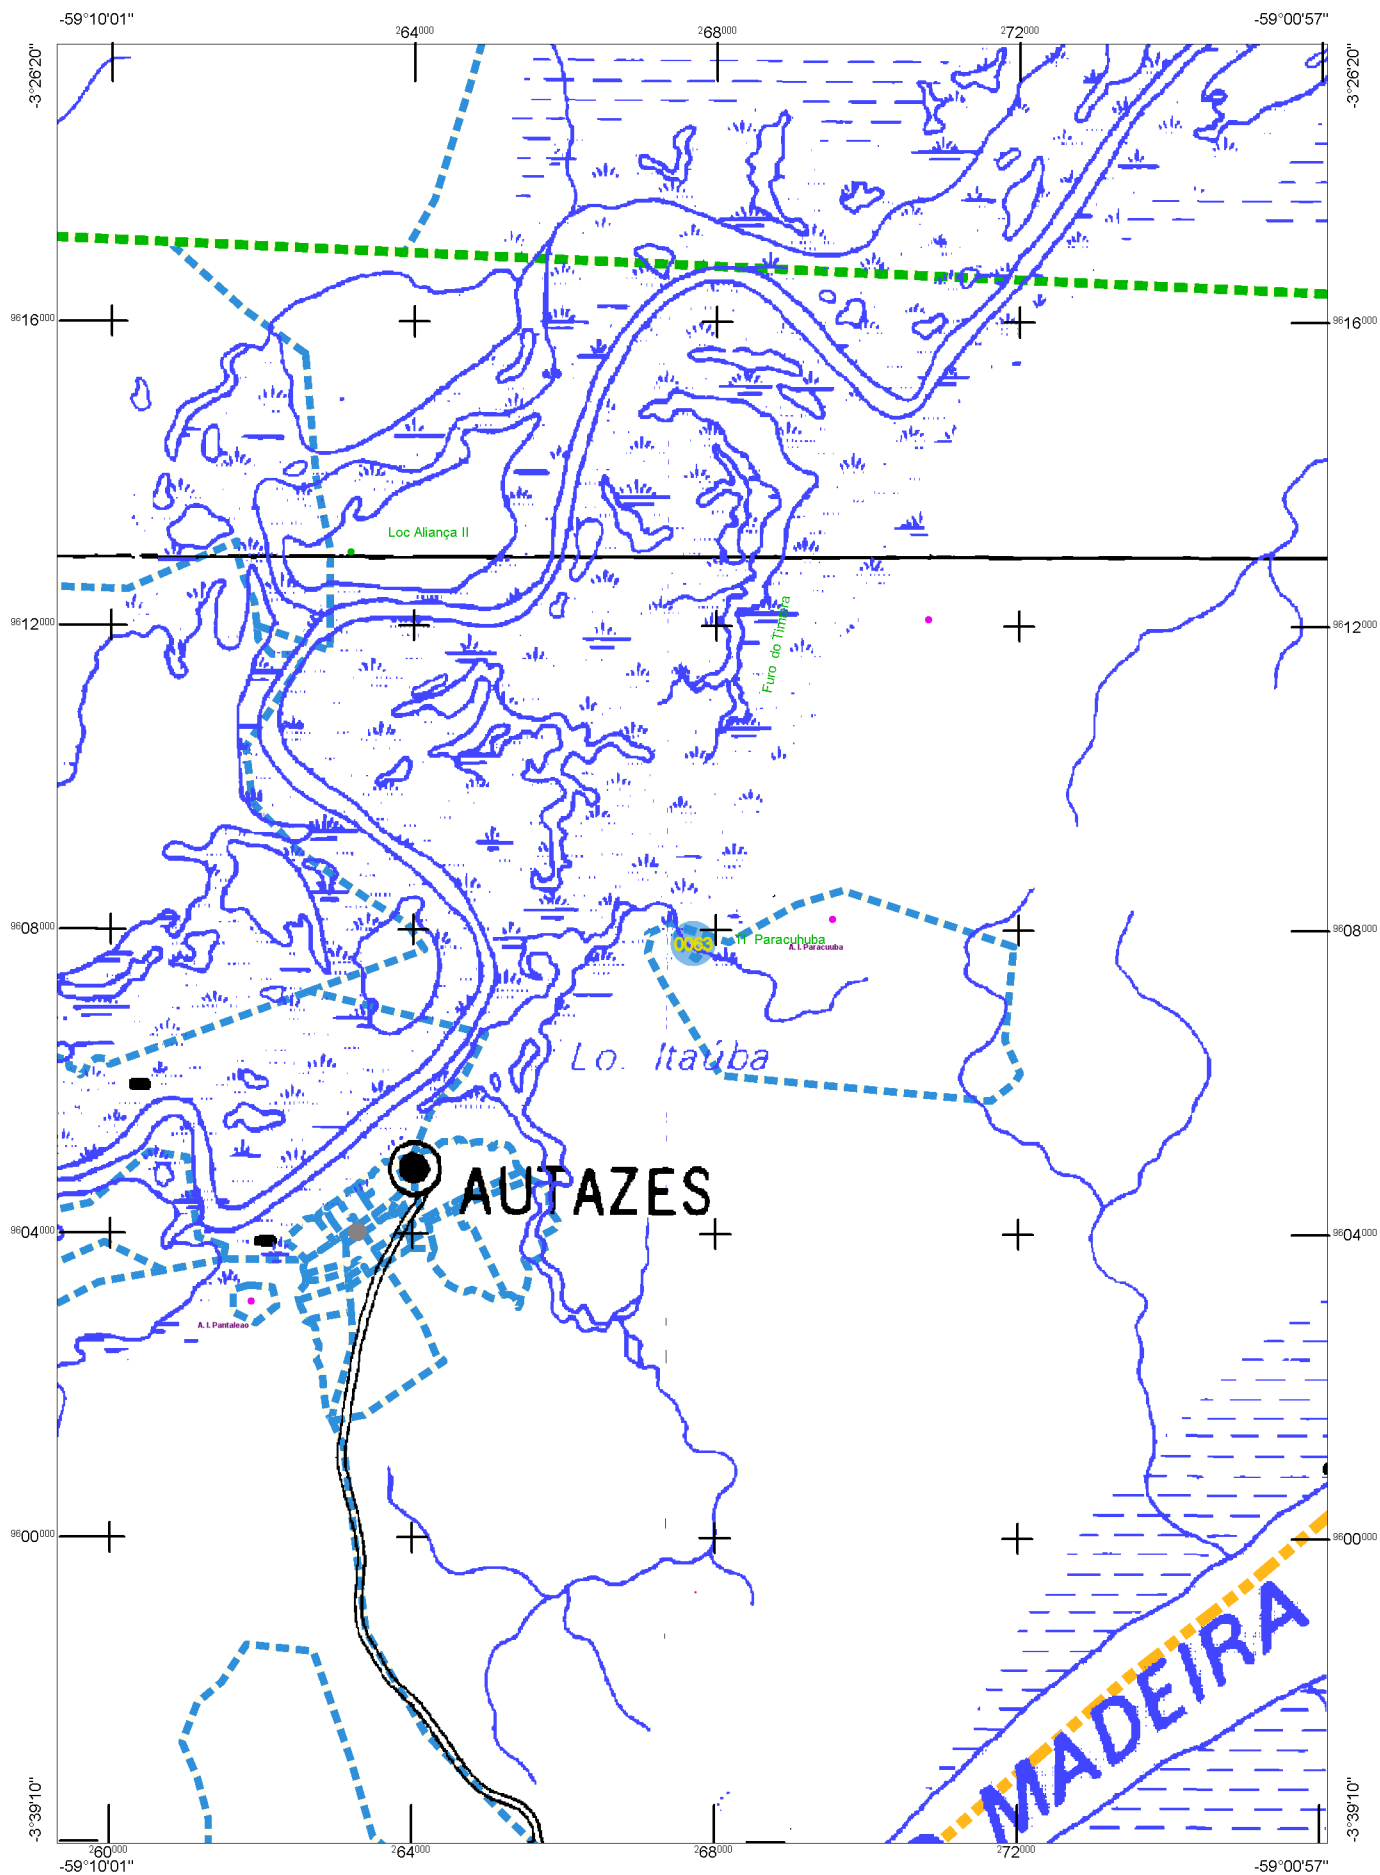 -59°10'01" -59°00'57"
264000 268000 272000
-3°26'20" -3°26'20"
9616000 9616000
Loc Aliança II
9612000 9612000
Furo do Timbira
9608000 9608000
0063 TI Paracuhuba
A. I. Paracuuba
Lo. Itaúba
AUTAZES
9604000 9604000
A. I. Pantaleao
9600000 9600000
MADEIRA
-3°39'10" -3°39'10"
260000 264000 268000 272000
-59°10'01" -59°00'57"